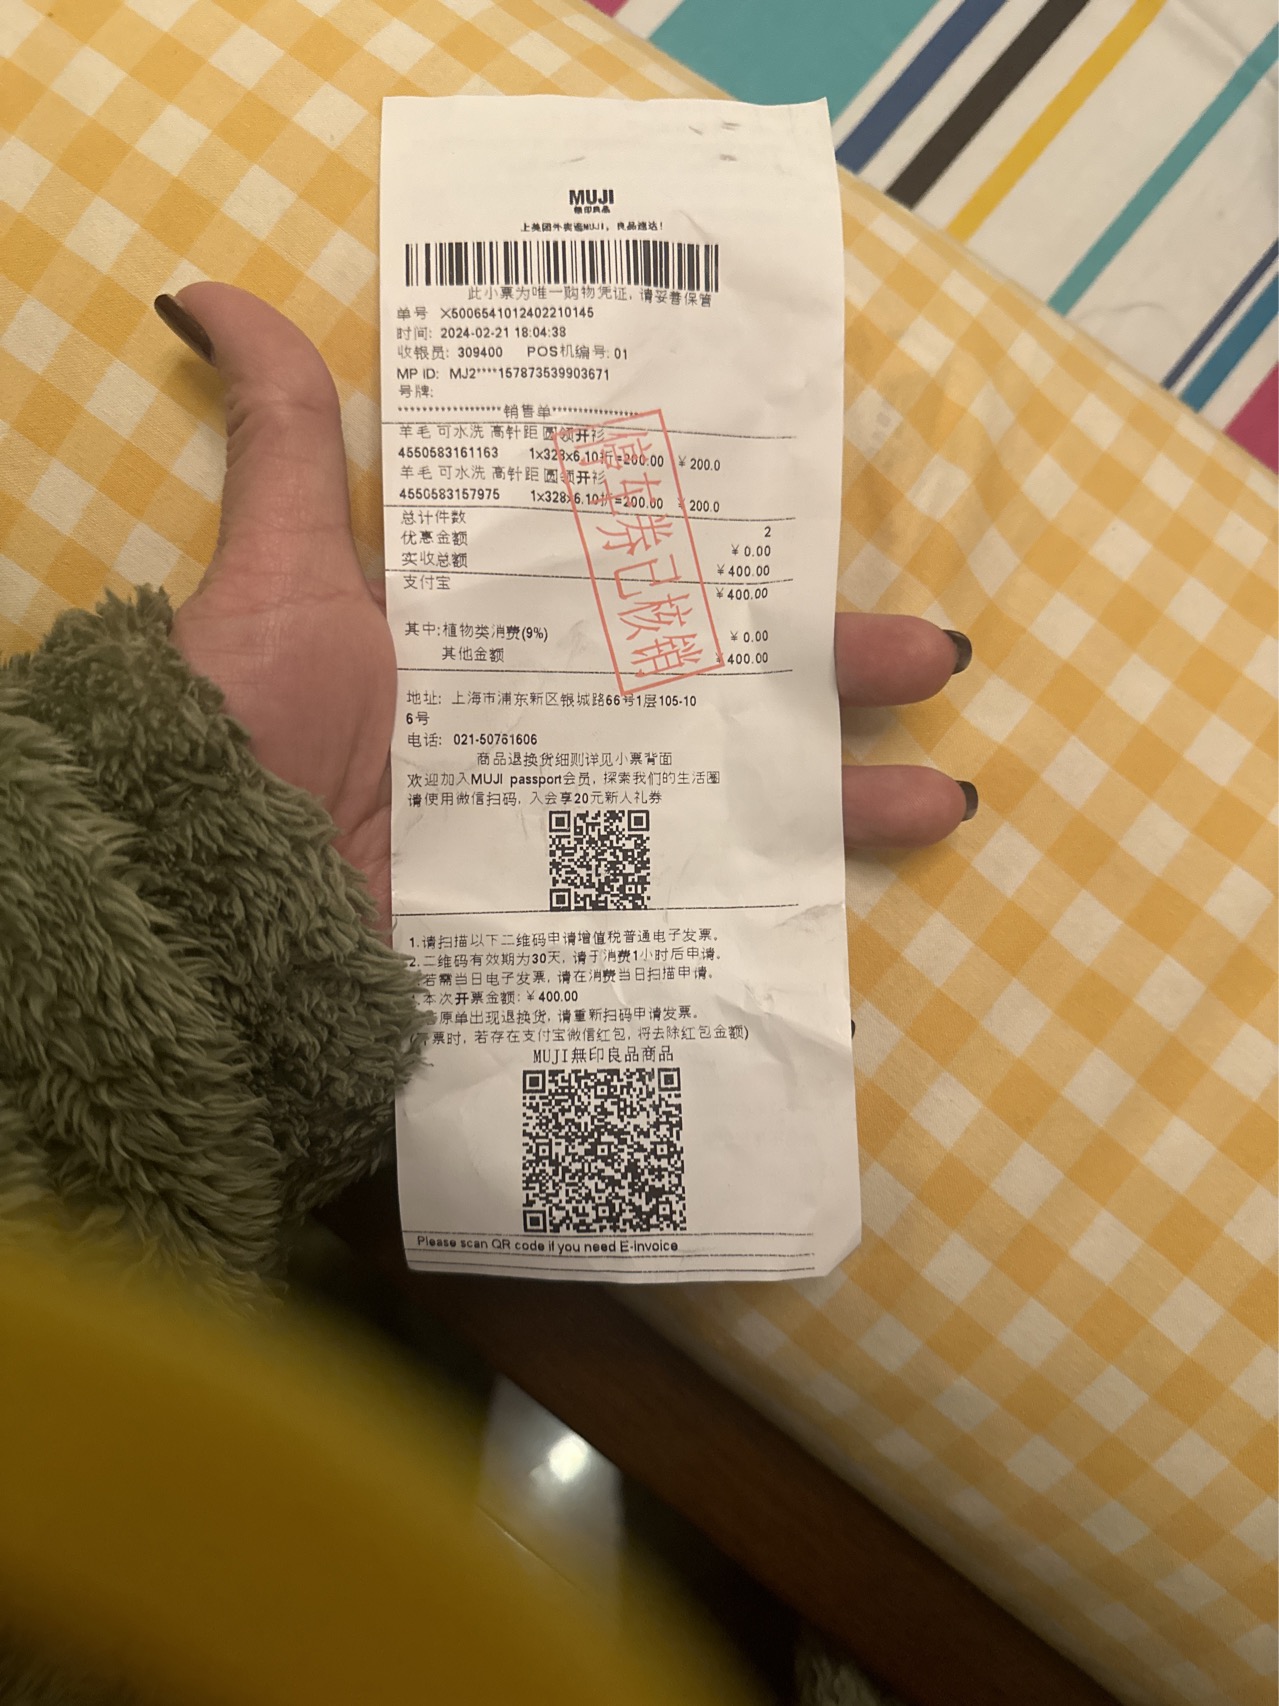 MUJI
無印良品
上美团外卖逛MUJI，良品速达！
此小票为唯一购物凭证，请妥善保管
单号 X5006541012402210145
时间: 2024-02-21 18:04:38
收银员: 309400 POS机编号: 01
MP ID: MJ2****157873539903671
号牌:
******************销售单******************
羊毛 可水洗 高针距 圆领开衫
4550583161163 1x328x6.10折=200.00 ￥200.0
羊毛 可水洗 高针距 圆领开衫
4550583157975 1x328x6.10折=200.00 ￥200.0
总计件数 2
优惠金额 ￥0.00
实收总额 ￥400.00
支付宝 ￥400.00
其中:植物类消费(9%) ￥0.00
其他金额 ￥400.00
停车券已核销
地址: 上海市浦东新区银城路66号1层105-10
6号
电话: 021-50761606
商品退换货细则详见小票背面
欢迎加入MUJI passport会员，探索我们的生活圈
请使用微信扫码，入会享20元新人礼券
1.请扫描以下二维码申请增值税普通电子发票。
2.二维码有效期为30天，请于消费1小时后申请。
若需当日电子发票，请在消费当日扫描申请。
.本次开票金额: ￥400.00
原单出现退换货，请重新扫码申请发票。
票时，若存在支付宝微信红包，将去除红包金额)
MUJI無印良品商品
Please scan QR code if you need E-invoice